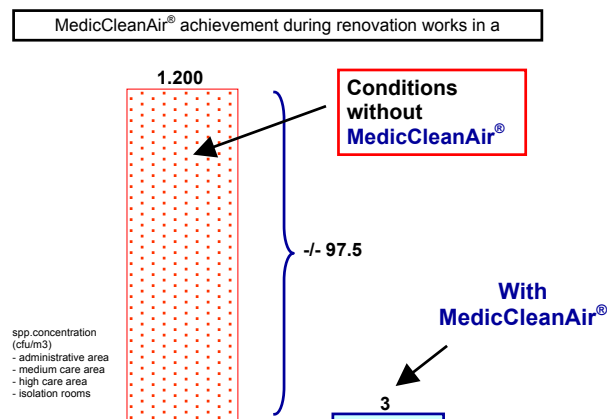 MedicCleanAir® achievement during renovation works in a
1.200
Conditions
without
MedicCleanAir®
-/- 97.5
With
MedicCleanAir®
spp.concentration
(cfu/m3)
- administrative area
- medium care area
- high care area
- isolation rooms
3